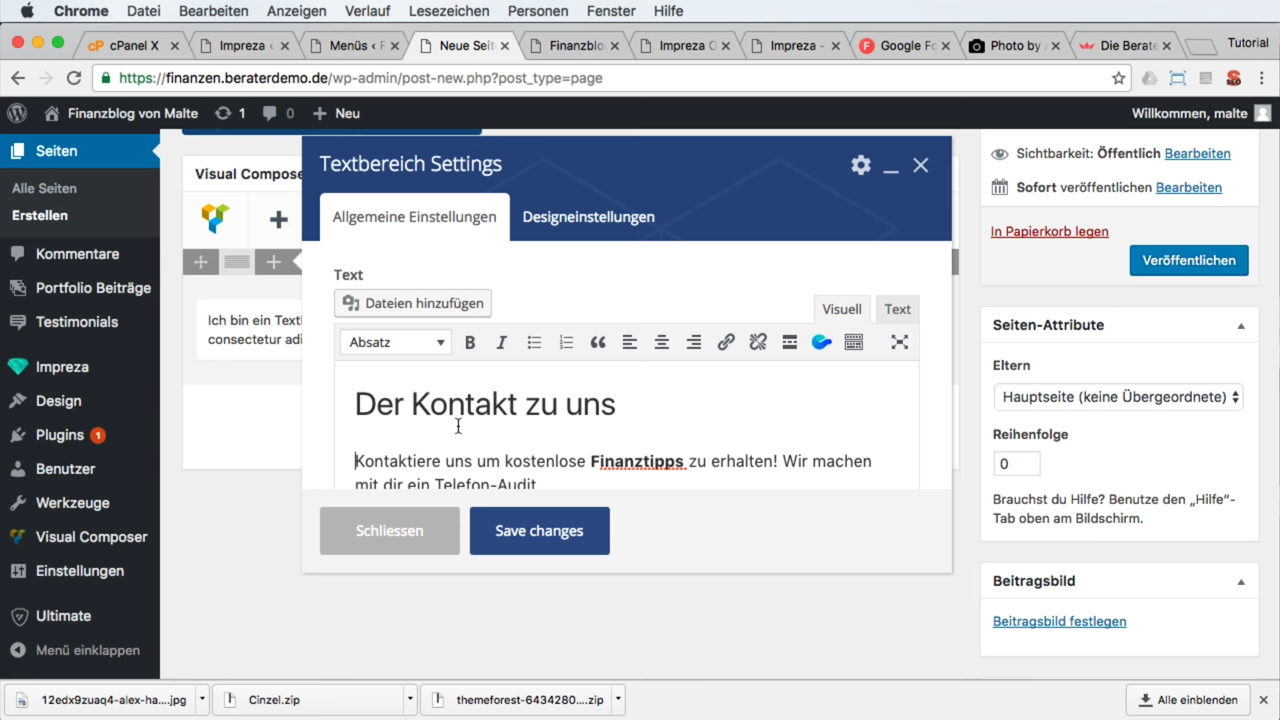 Chrome Datei Bearbeiten Anzeigen Verlauf Lesezeichen Personen Fenster Hilfe
cPanel X Impreza Menüs ‹ F Neue Seit Finanzblo Impreza Impreza - Google Fo Photo by Die Berate Tutorial
https://finanzen.beraterdemo.de/wp-admin/post-new.php?post_type=page
Finanzblog von Malte 1 0 Neu Willkommen, malte
Seiten
Alle Seiten
Erstellen
Kommentare
Portfolio Beiträge
Testimonials
Impreza
Design
Plugins 1
Benutzer
Werkzeuge
Visual Composer
Einstellungen
Ultimate
Menü einklappen
Visual Compose
Ich bin ein Text
consectetur adi
Textbereich Settings
Allgemeine Einstellungen Designeinstellungen
Text
Dateien hinzufügen
Visuell Text
Absatz B I
Der Kontakt zu uns
Kontaktiere uns um kostenlose Finanztipps zu erhalten! Wir machen
mit dir ein Telefon-Audit
Schliessen Save changes
Sichtbarkeit: Öffentlich Bearbeiten
Sofort veröffentlichen Bearbeiten
In Papierkorb legen
Veröffentlichen
Seiten-Attribute
Eltern
Hauptseite (keine Übergeordnete)
Reihenfolge
0
Brauchst du Hilfe? Benutze den „Hilfe“-
Tab oben am Bildschirm.
Beitragsbild
Beitragsbild festlegen
12edx9zuaq4-alex-ha....jpg Cinzel.zip themeforest-6434280....zip Alle einblenden